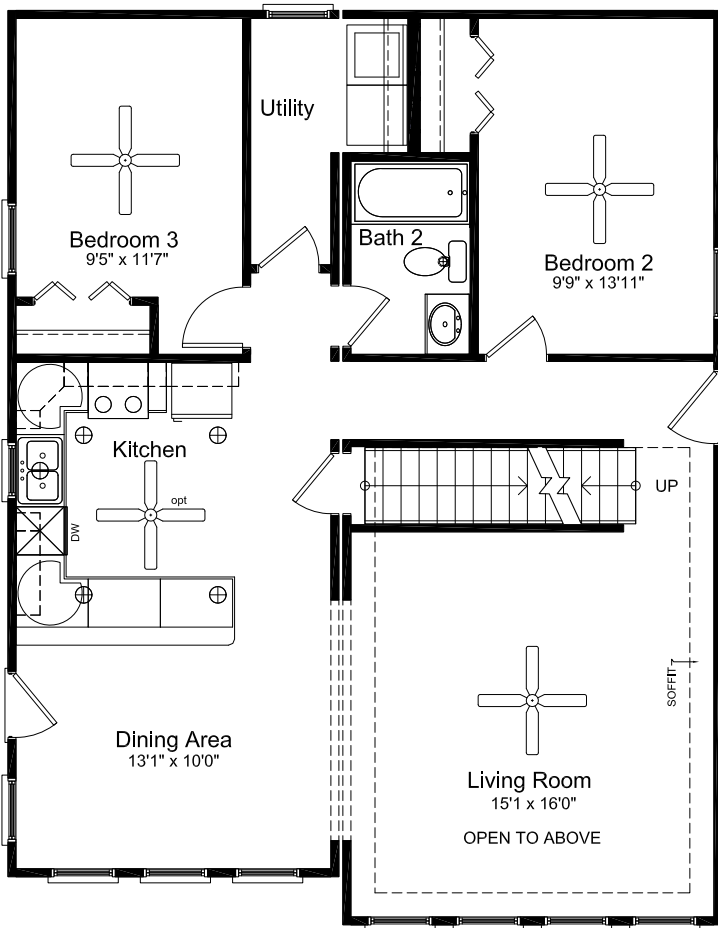 Utility
Bedroom 3
9'5" x 11'7"
Bath 2
Bedroom 2
9'9" x 13'11"
Kitchen
opt
DW
UP
SOFFIT
Dining Area
13'1" x 10'0"
Living Room
15'1 x 16'0"
OPEN TO ABOVE